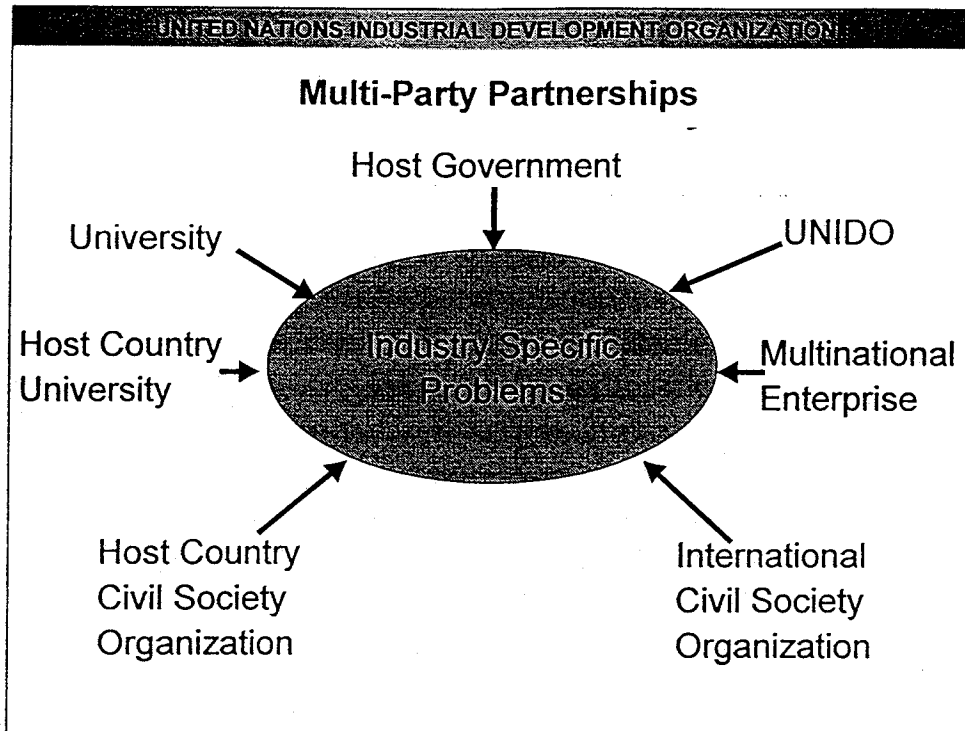 UNITED NATIONS INDUSTRIAL DEVELOPMENT ORGANIZATION
Multi-Party Partnerships
Host Government
University
UNIDO
Host Country
University
Industry Specific
Problems
Multinational
Enterprise
Host Country
Civil Society
Organization
International
Civil Society
Organization